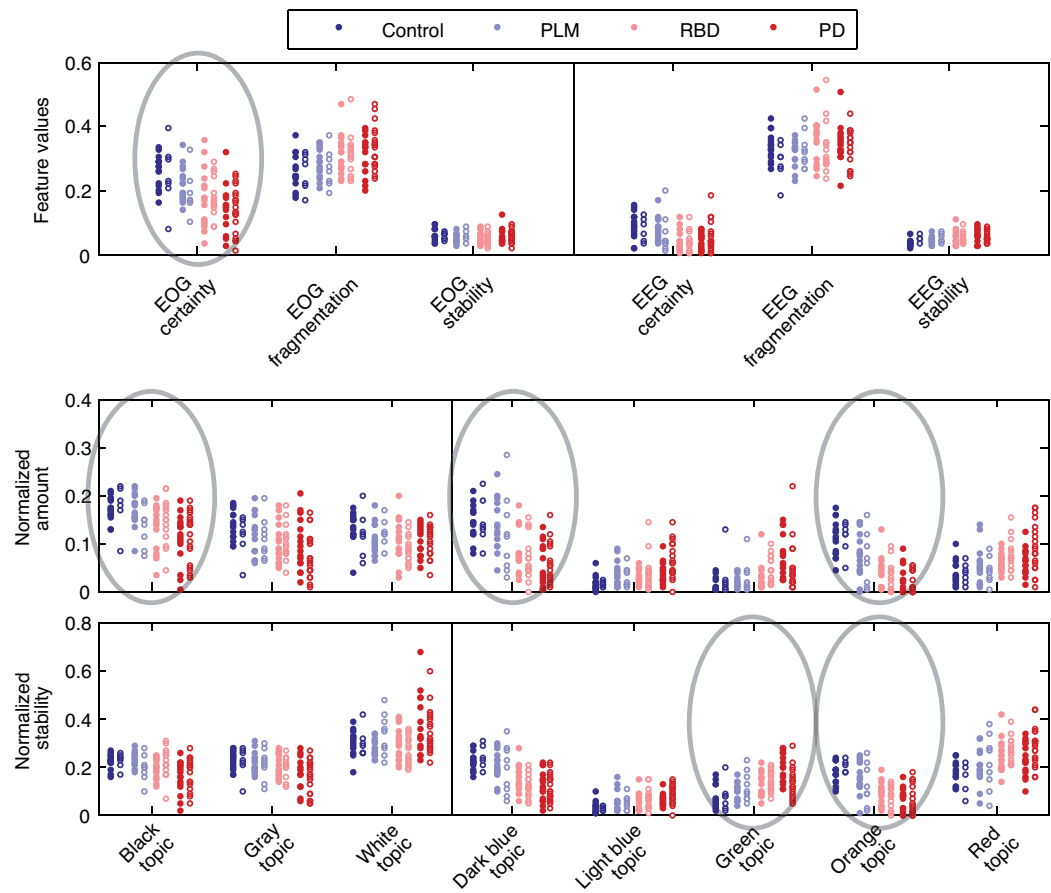 Control PLM RBD PD
Feature values
0.6
0.4
0.2
0
EOG
certainty
EOG
fragmentation
EOG
stability
EEG
certainty
EEG
fragmentation
EEG
stability
Normalized
amount
0.4
0.3
0.2
0.1
0
Normalized
stability
0.8
0.6
0.4
0.2
0
Black
topic
Gray
topic
White
topic
Dark blue
topic
Light blue
topic
Green
topic
Orange
topic
Red
topic